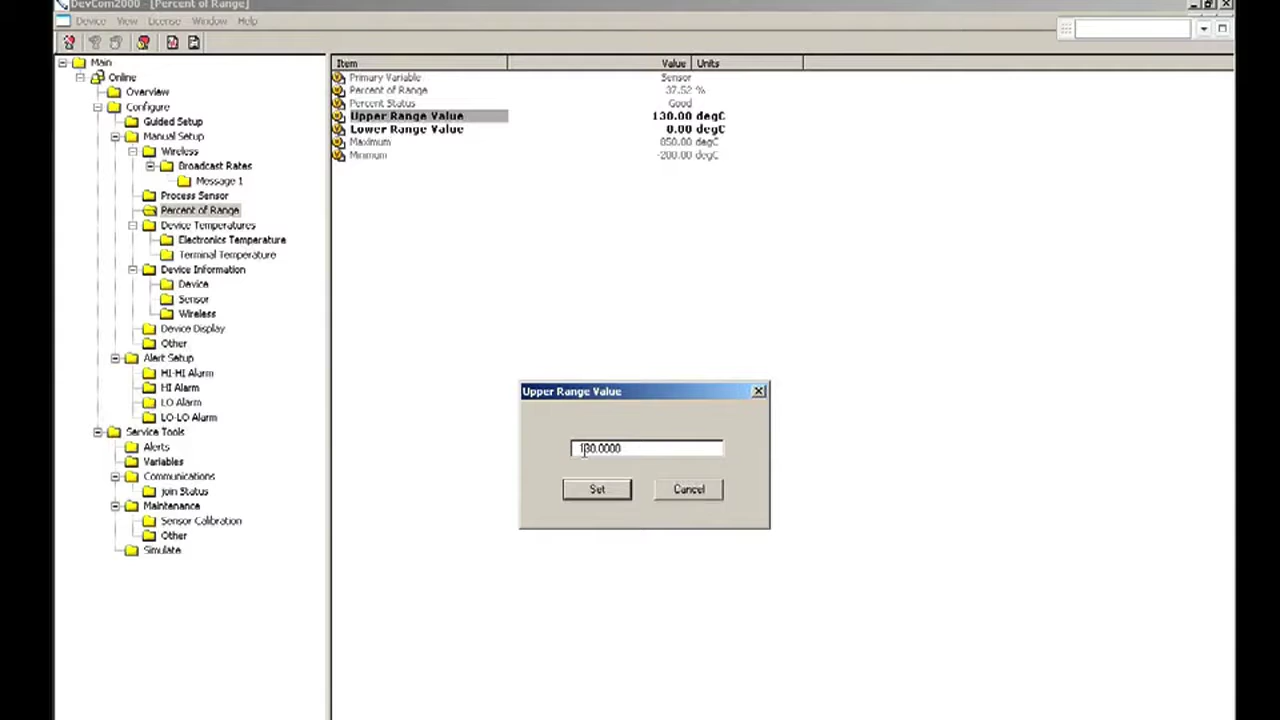 DevCom2000 - [Percent of Range]
Device View License Window Help
Main
Online
Overview
Configure
Guided Setup
Manual Setup
Wireless
Broadcast Rates
Message 1
Process Sensor
Percent of Range
Device Temperatures
Electronics Temperature
Terminal Temperature
Device Information
Device
Sensor
Wireless
Device Display
Other
Alert Setup
HI-HI Alarm
HI Alarm
LO Alarm
LO-LO Alarm
Service Tools
Alerts
Variables
Communications
Join Status
Maintenance
Sensor Calibration
Other
Simulate
Item Value Units
Primary Variable Sensor
Percent of Range 37.52 %
Percent Status Good
Upper Range Value 130.00 degC
Lower Range Value 0.00 degC
Maximum 850.00 degC
Minimum -200.00 degC
Upper Range Value
130.0000
Set Cancel